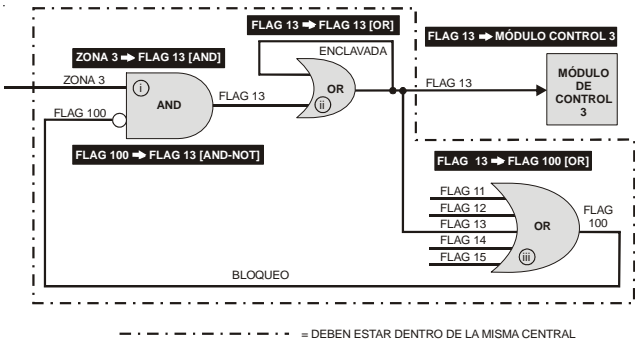 FLAG 13 ➡ FLAG 13 [OR]
FLAG 13 ➡ MÓDULO CONTROL 3
ZONA 3 ➡ FLAG 13 [AND]
ENCLAVADA
ZONA 3
i
AND
FLAG 13
OR
ii
FLAG 13
MÓDULO
DE
CONTROL
3
FLAG 100
FLAG 100 ➡ FLAG 13 [AND-NOT]
FLAG 13 ➡ FLAG 100 [OR]
FLAG 11
FLAG 12
FLAG 13
FLAG 14
FLAG 15
OR
iii
FLAG
100
BLOQUEO
= DEBEN ESTAR DENTRO DE LA MISMA CENTRAL